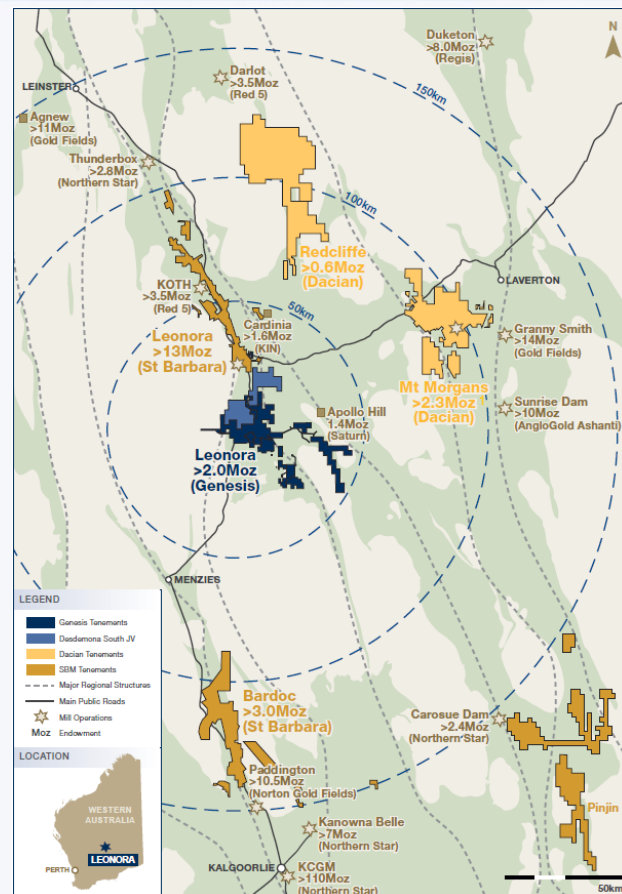 Duketon
>8.0Moz
(Regis)
N
Darlot
>3.5Moz
(Red 5)
LEINSTER
150km
Agnew
>11Moz
(Gold Fields)
Thunderbox
>2.8Moz
(Northern Star)
100km
Redcliffe
>0.6Moz
(Dacian)
LAVERTON
KOTH
>3.5Moz
(Red 5)
50km
Cardinia
>1.6Moz
(KIN)
Leonora
>13Moz
(St Barbara)
Granny Smith
>14Moz
(Gold Fields)
Mt Morgans
>2.3Moz
(Dacian)
Sunrise Dam
>10Moz
(AngloGold Ashanti)
Apollo Hill
1.4Moz
(Saturn)
Leonora
>2.0Moz
(Genesis)
MENZIES
LEGEND
Genesis Tenements
Desdemona South JV
Dacian Tenements
SBM Tenements
Major Regional Structures
Main Public Roads
Mill Operations
Moz Endowment
Bardoc
>3.0Moz
(St Barbara)
Carosue Dam
>2.4Moz
(Northern Star)
LOCATION
WESTERN
AUSTRALIA
LEONORA
PERTH
Paddington
>10.5Moz
(Norton Gold Fields)
Pinjin
Kanowna Belle
>7Moz
(Northern Star)
KALGOORLIE
KCGM
>110Moz
(Northern Star)
50km